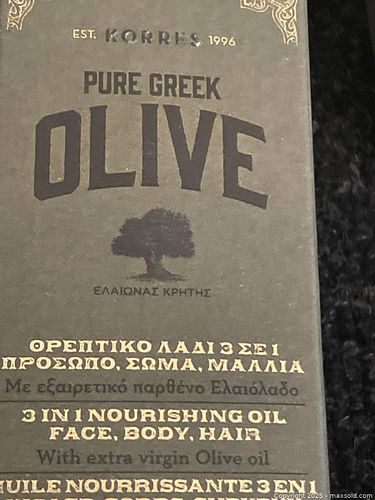 EST. KORRES 1996
PURE GREEK
OLIVE
ΕΛΑΙΩΝΑΣ ΚΡΗΤΗΣ
ΘΡΕΠΤΙΚΟ ΛΑΔΙ 3 ΣΕ 1
ΠΡΟΣΩΠΟ, ΣΩΜΑ, ΜΑΛΛΙΑ
Με εξαιρετικό παρθένο Ελαιόλαδο
3 IN 1 NOURISHING OIL
FACE, BODY, HAIR
With extra virgin Olive oil
HUILE NOURRISSANTE 3 EN 1
Copyright 2025 - maxsold.com